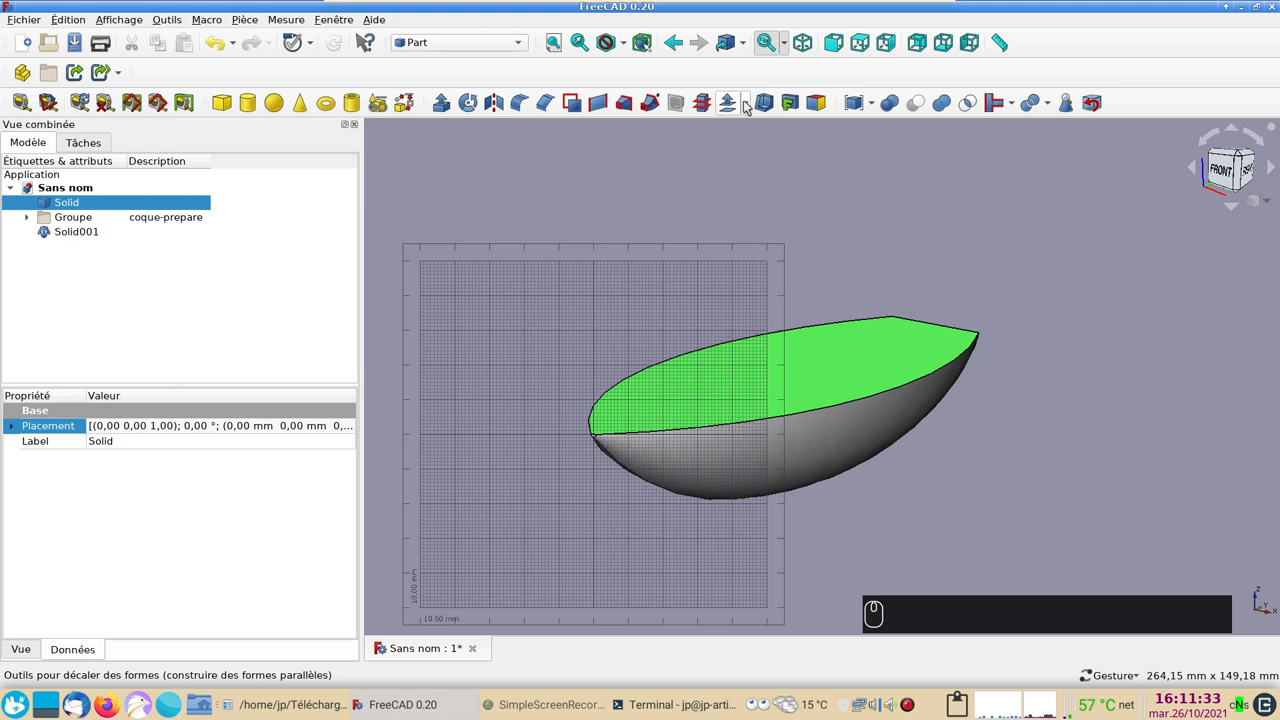 FreeCAD 0.20
Fichier Édition Affichage Outils Macro Pièce Mesure Fenêtre Aide
Part
Vue combinée
Modèle Tâches
Étiquettes & attributs Description
Application
Sans nom
Solid
Groupe coque-prepare
Solid001
FRONT
Propriété Valeur
Base
Placement [(0,00 0,00 1,00); 0,00 °; (0,00 mm 0,00 mm 0,...
Label Solid
10.00 mm
Vue Données
Sans nom : 1*
Outils pour décaler des formes (construire des formes parallèles)
Gesture 264,15 mm x 149,18 mm
/home/jp/Télécharg... FreeCAD 0.20 SimpleScreenRecor... Terminal - jp@jp-arti... 15 °C 57 °C net 16:11:33
mar.26/10/2021